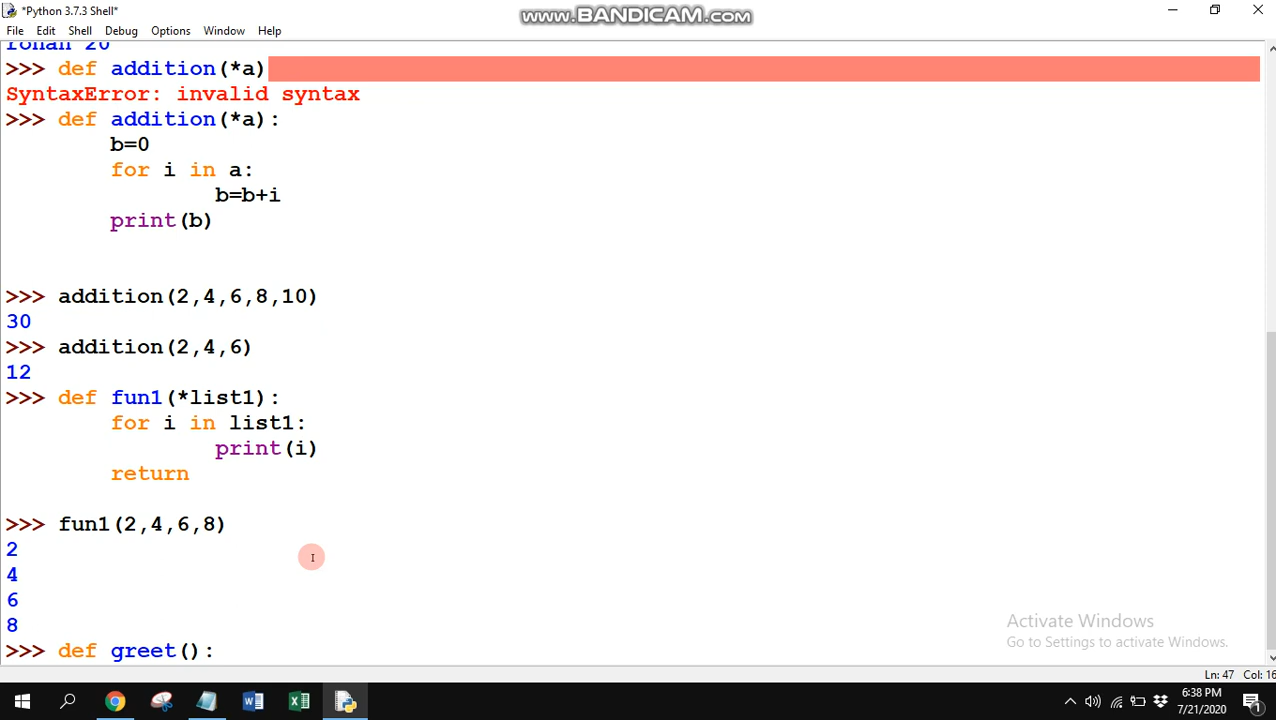 *Python 3.7.3 Shell*
www.BANDICAM.com
File Edit Shell Debug Options Window Help
rohan 20
>>> def addition(*a)
SyntaxError: invalid syntax
>>> def addition(*a):
b=0
for i in a:
b=b+i
print(b)
>>> addition(2,4,6,8,10)
30
>>> addition(2,4,6)
12
>>> def fun1(*list1):
for i in list1:
print(i)
return
>>> fun1(2,4,6,8)
2
4
6
8
>>> def greet():
Activate Windows
Go to Settings to activate Windows.
Ln: 47 Col: 16
6:38 PM
7/21/2020